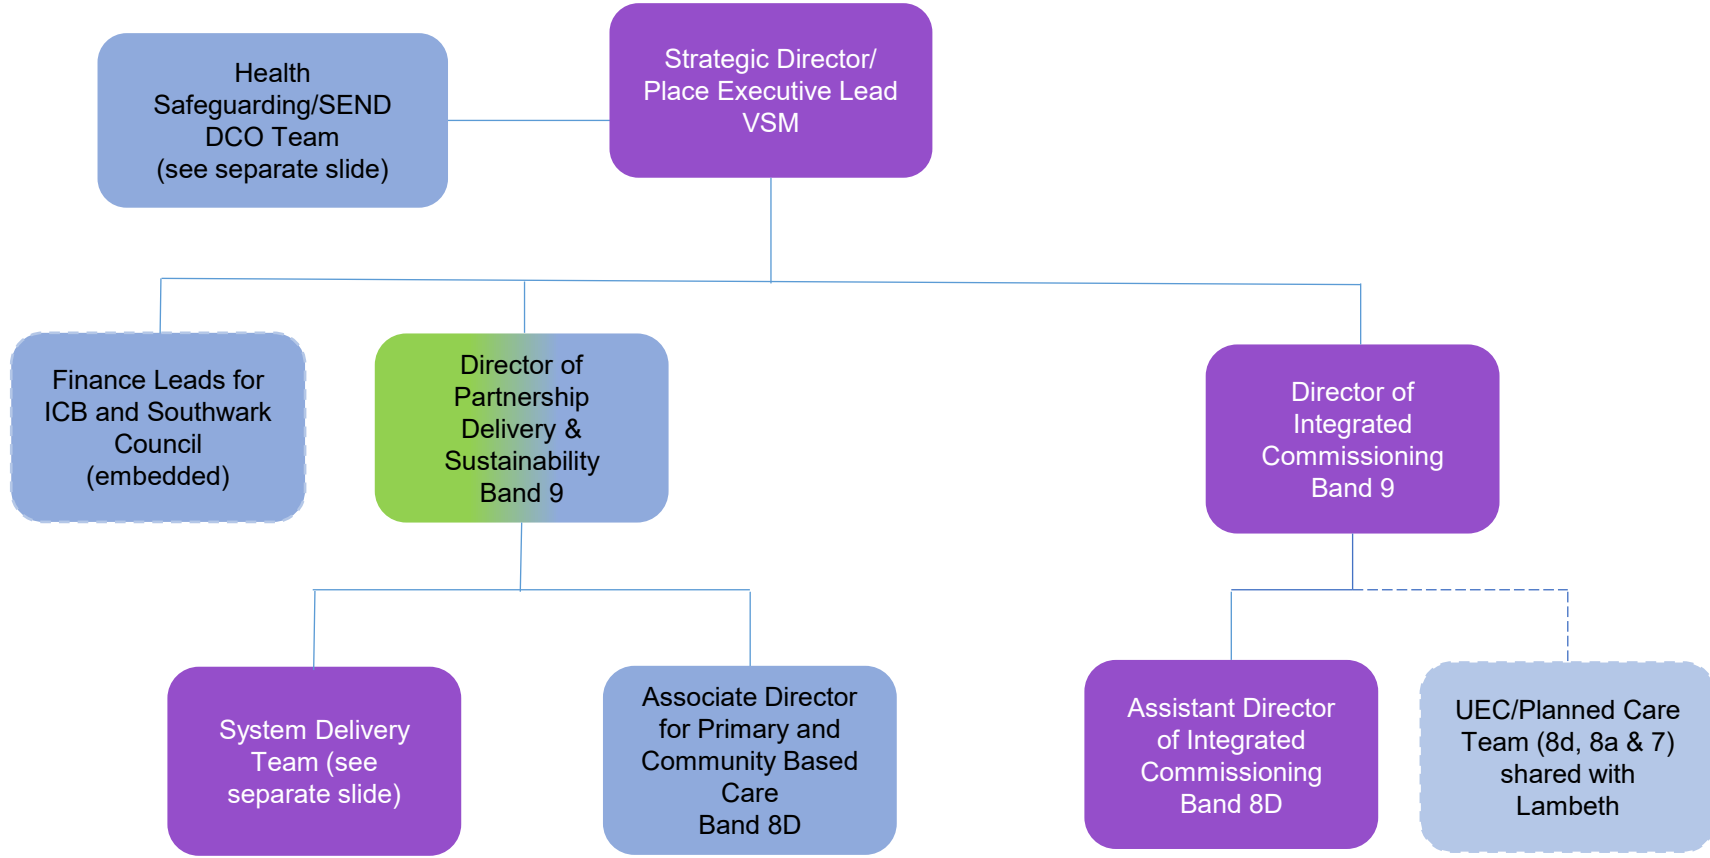 Health
Safeguarding/SEND
DCO Team
(see separate slide)
Strategic Director/
Place Executive Lead
VSM
Finance Leads for
ICB and Southwark
Council
(embedded)
Director of
Partnership
Delivery &
Sustainability
Band 9
Director of
Integrated
Commissioning
Band 9
System Delivery
Team (see
separate slide)
Associate Director
for Primary and
Community Based
Care
Band 8D
Assistant Director
of Integrated
Commissioning
Band 8D
UEC/Planned Care
Team (8d, 8a & 7)
shared with
Lambeth